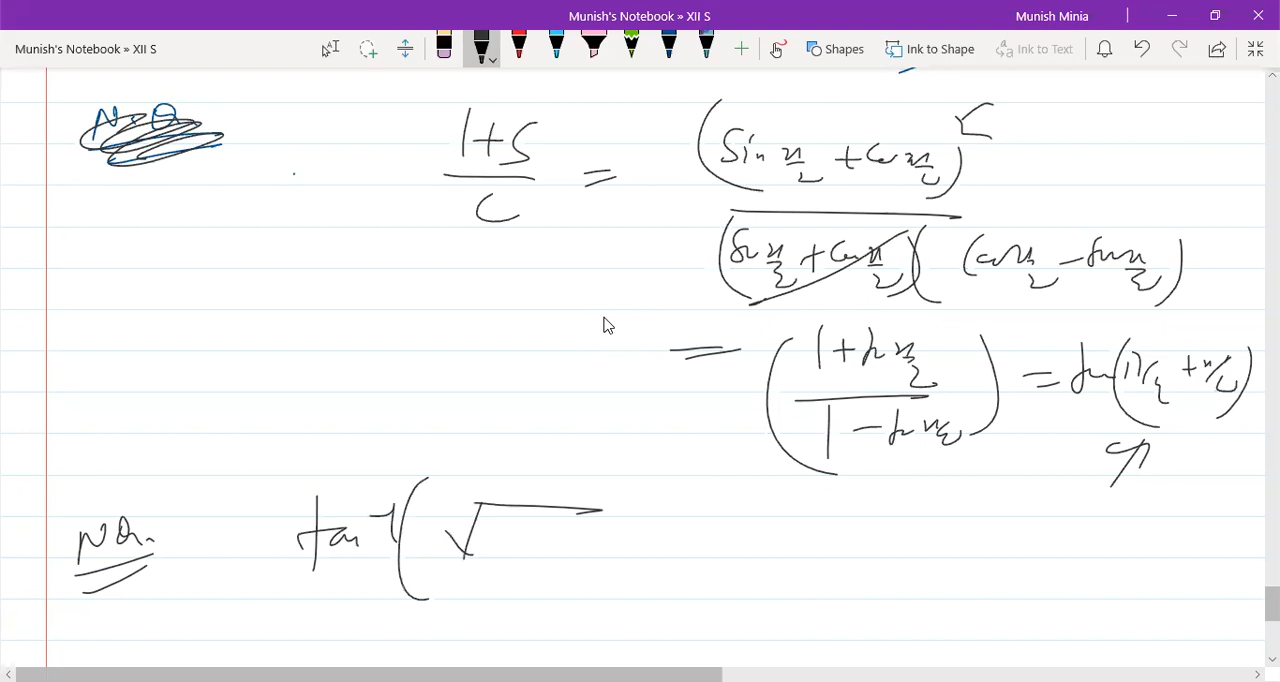 Munish's Notebook » XII S
Munish Minia
Munish's Notebook » XII S
Shapes
Ink to Shape
Ink to Text
N.Q
1+S / C = (Sin x/2 + Cos x/2)² / (Sin x/2 + Cos x/2)(Cos x/2 − Sin x/2)
= (1 + tan x/2 / 1 − tan x/2) = tan(π/4 + x/2)
NQn. tan⁻¹(√